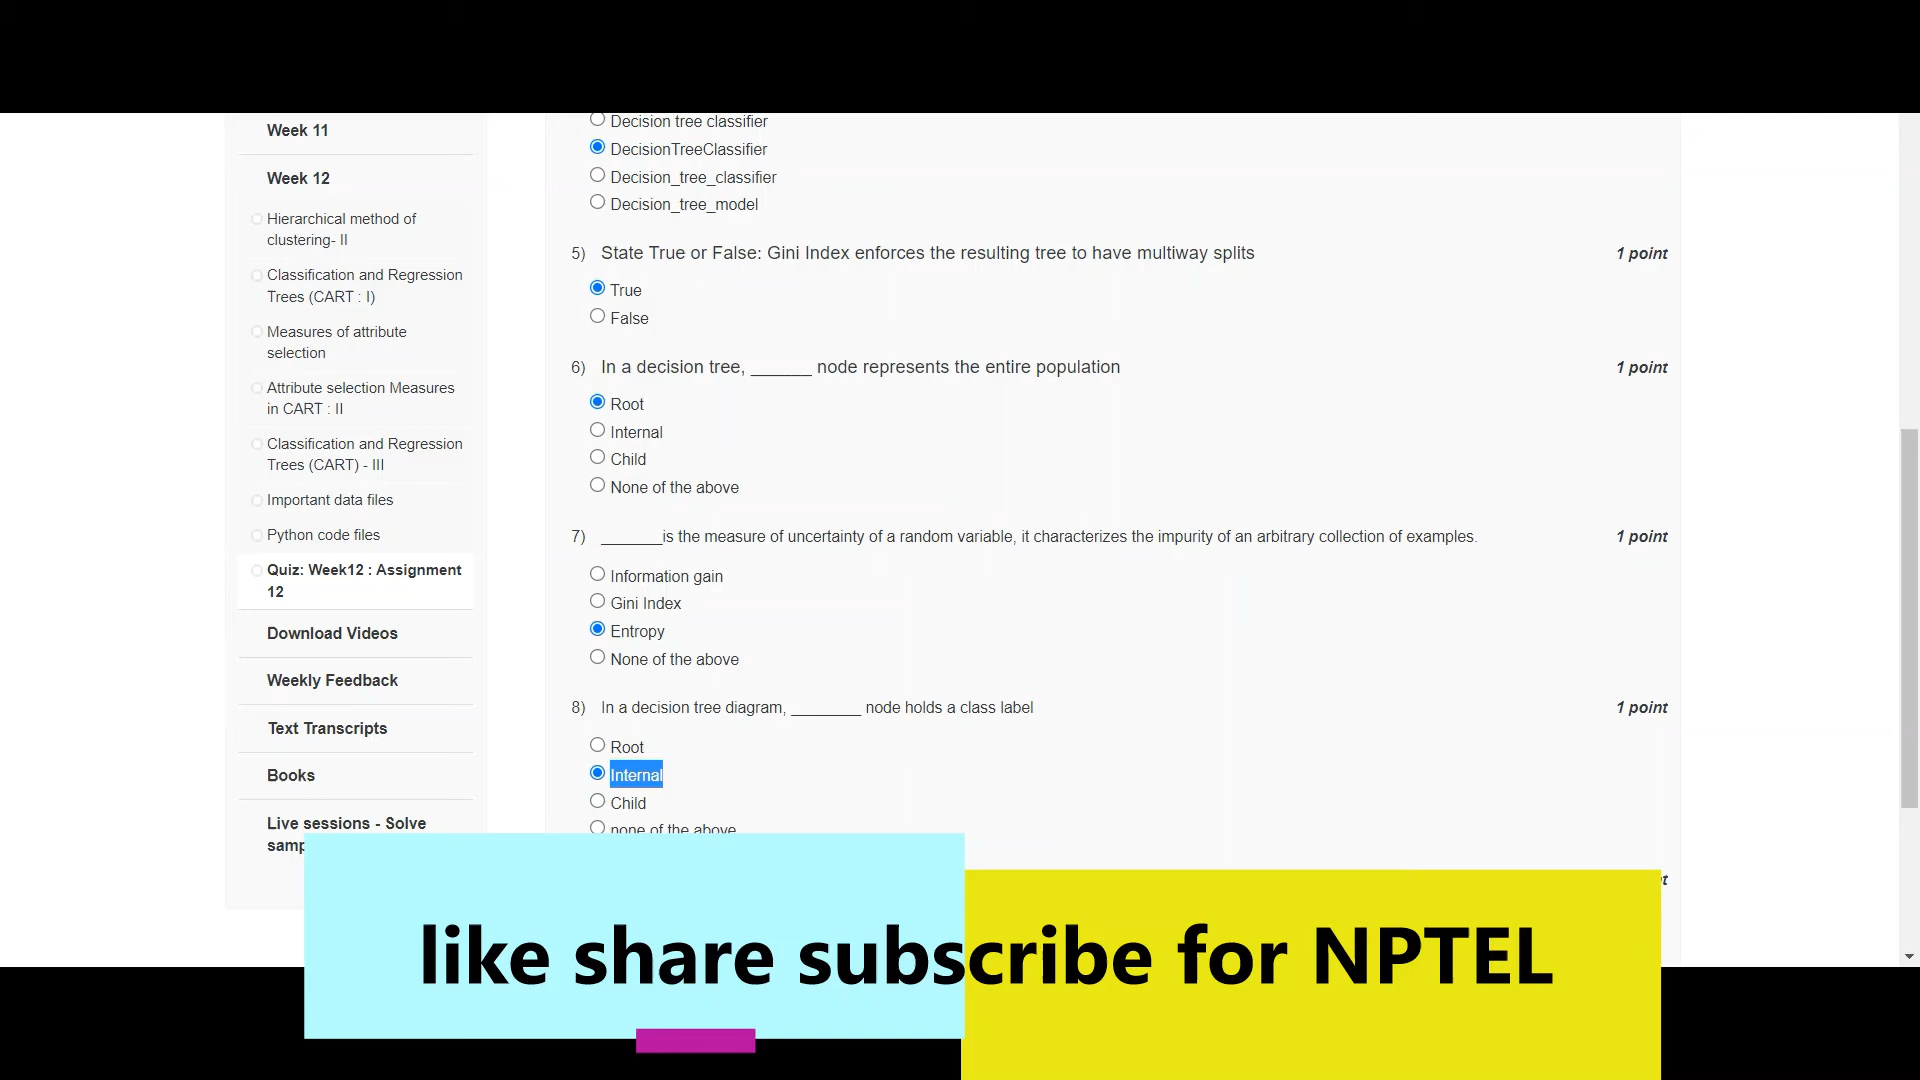 Week 11
Week 12
Hierarchical method of
clustering- II
Classification and Regression
Trees (CART : I)
Measures of attribute
selection
Attribute selection Measures
in CART : II
Classification and Regression
Trees (CART) - III
Important data files
Python code files
Quiz: Week12 : Assignment
12
Download Videos
Weekly Feedback
Text Transcripts
Books
Live sessions - Solve
samp
Decision tree classifier
DecisionTreeClassifier
Decision_tree_classifier
Decision_tree_model
5) State True or False: Gini Index enforces the resulting tree to have multiway splits 1 point
True
False
6) In a decision tree, ______ node represents the entire population 1 point
Root
Internal
Child
None of the above
7) _______is the measure of uncertainty of a random variable, it characterizes the impurity of an arbitrary collection of examples. 1 point
Information gain
Gini Index
Entropy
None of the above
8) In a decision tree diagram, ________ node holds a class label 1 point
Root
Internal
Child
none of the above
like share subscribe for NPTEL